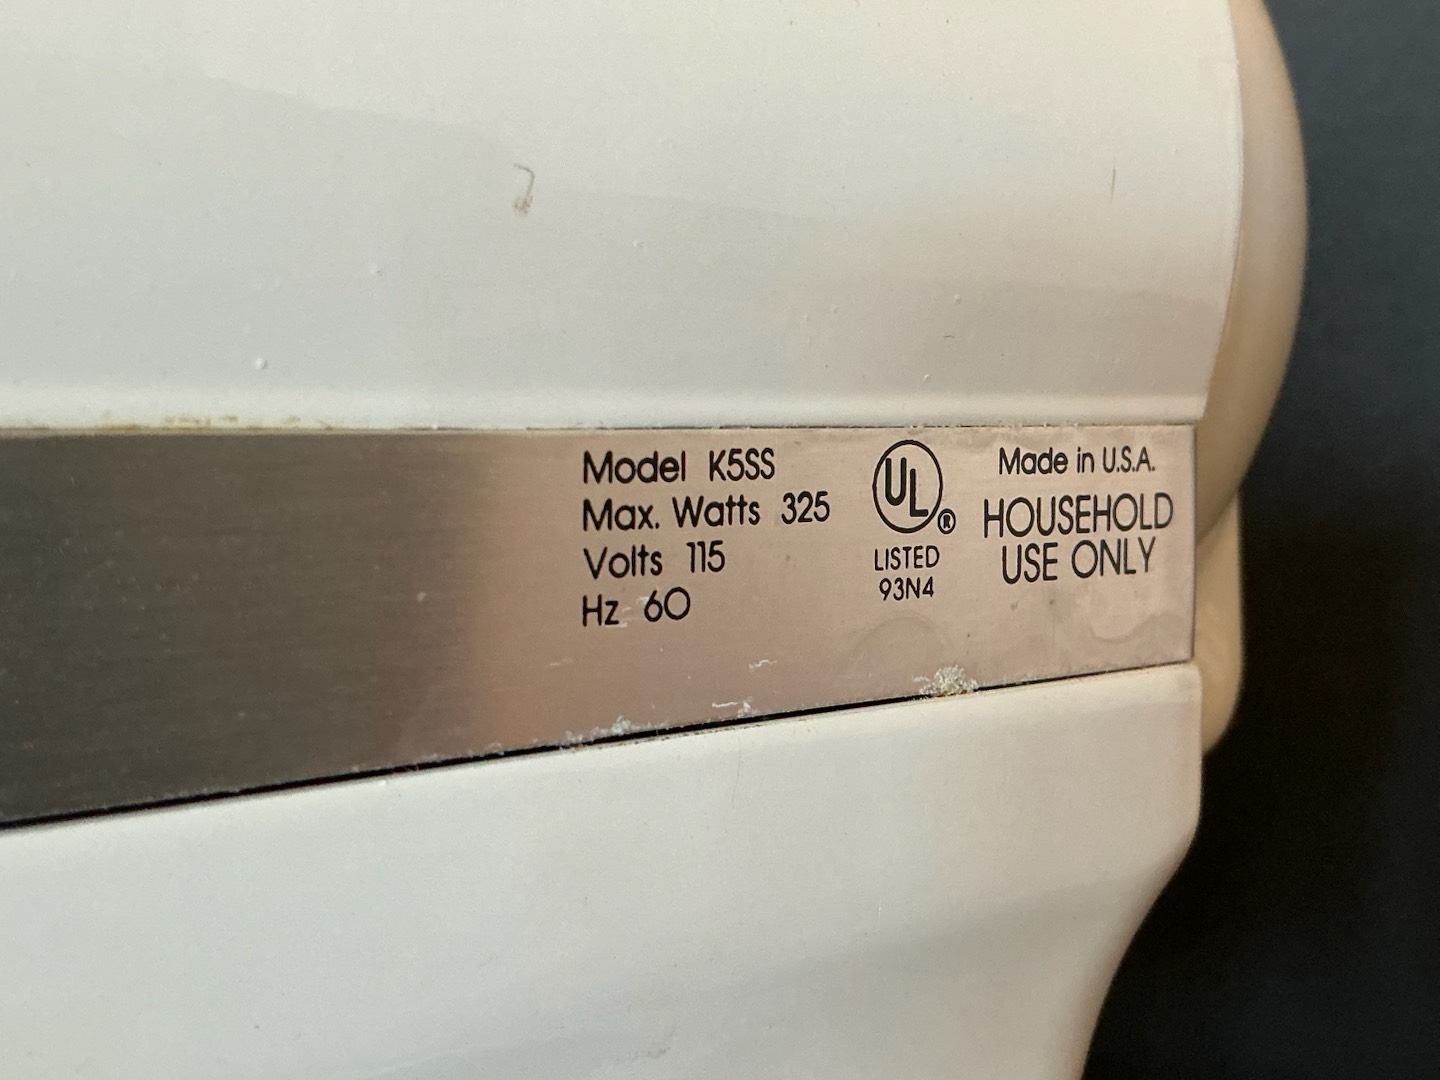 Model K5SS
Max. Watts 325
Volts 115
Hz 60
UL®
LISTED
93N4
Made in U.S.A.
HOUSEHOLD
USE ONLY